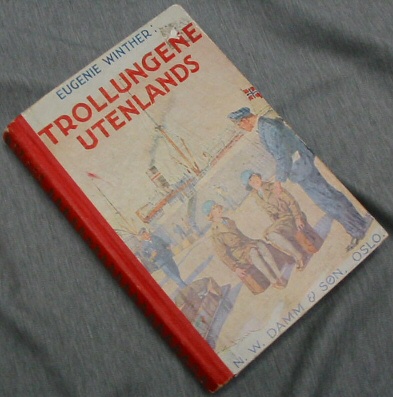 EUGENIE WINTHER:
TROLLUNGENE
UTENLANDS
N. W. DAMM & SØN, OSLO.